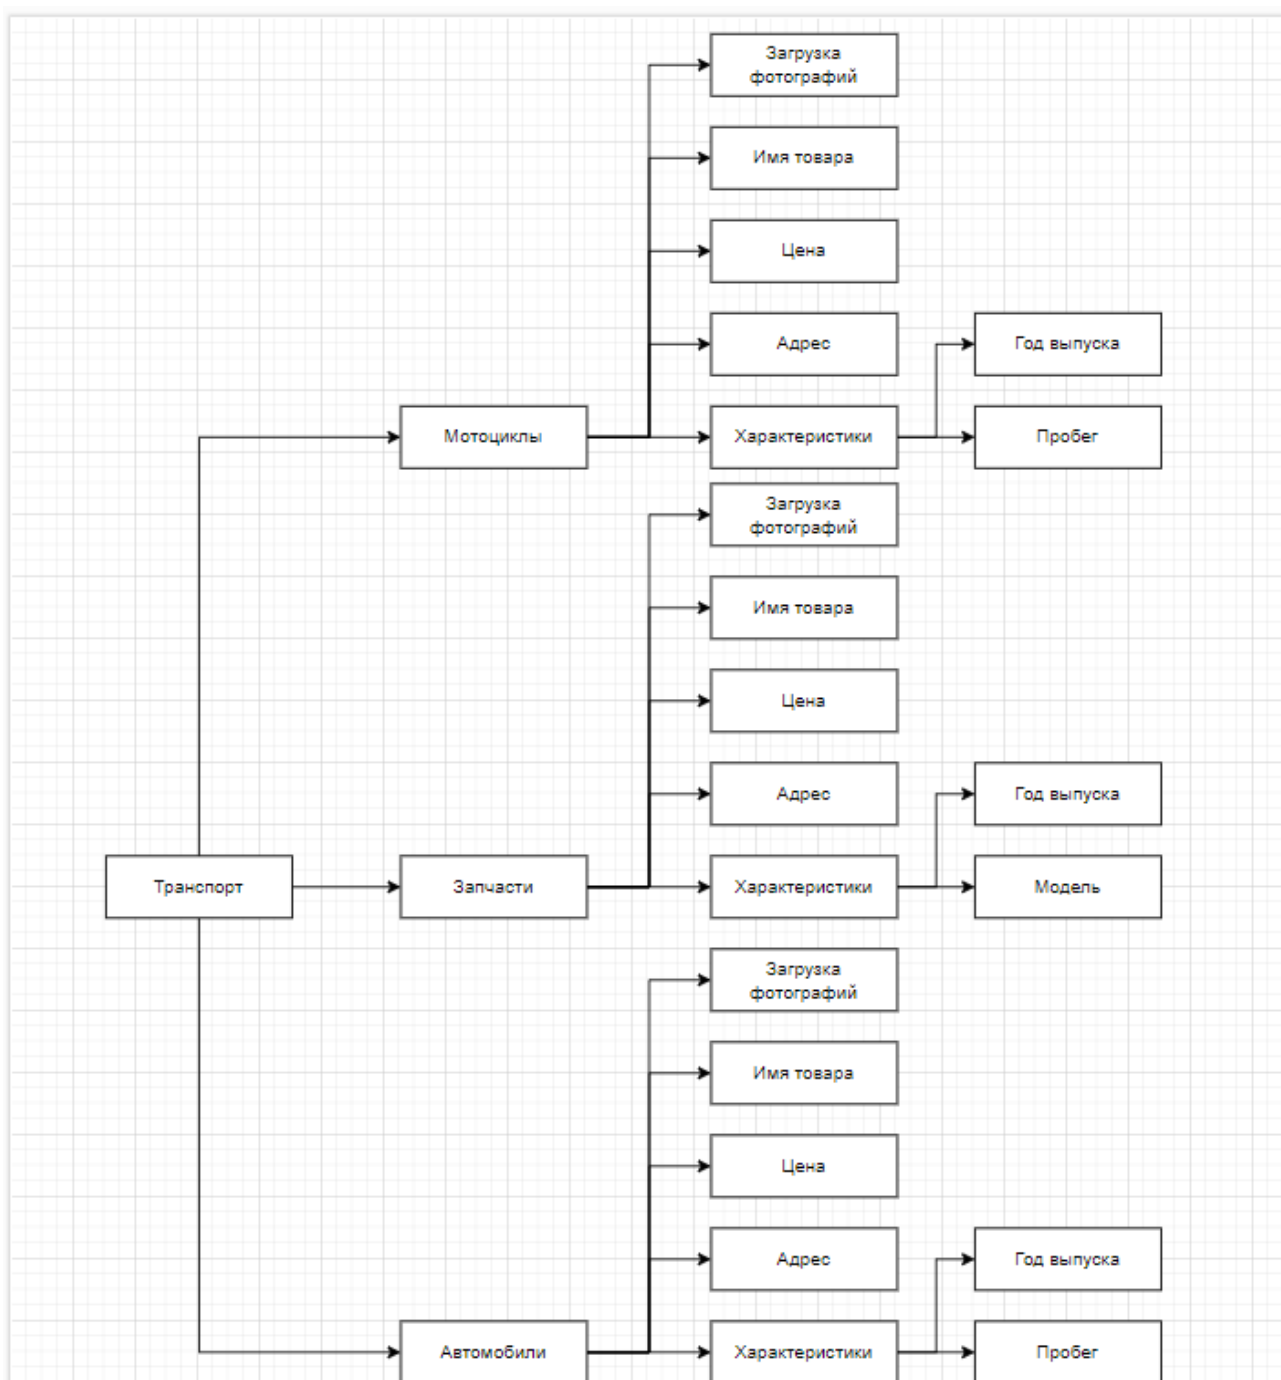 Загрузка
фотографий
Имя товара
Цена
Адрес
Год выпуска
Мотоциклы
Характеристики
Пробег
Загрузка
фотографий
Имя товара
Цена
Адрес
Год выпуска
Транспорт
Запчасти
Характеристики
Модель
Загрузка
фотографий
Имя товара
Цена
Адрес
Год выпуска
Автомобили
Характеристики
Пробег